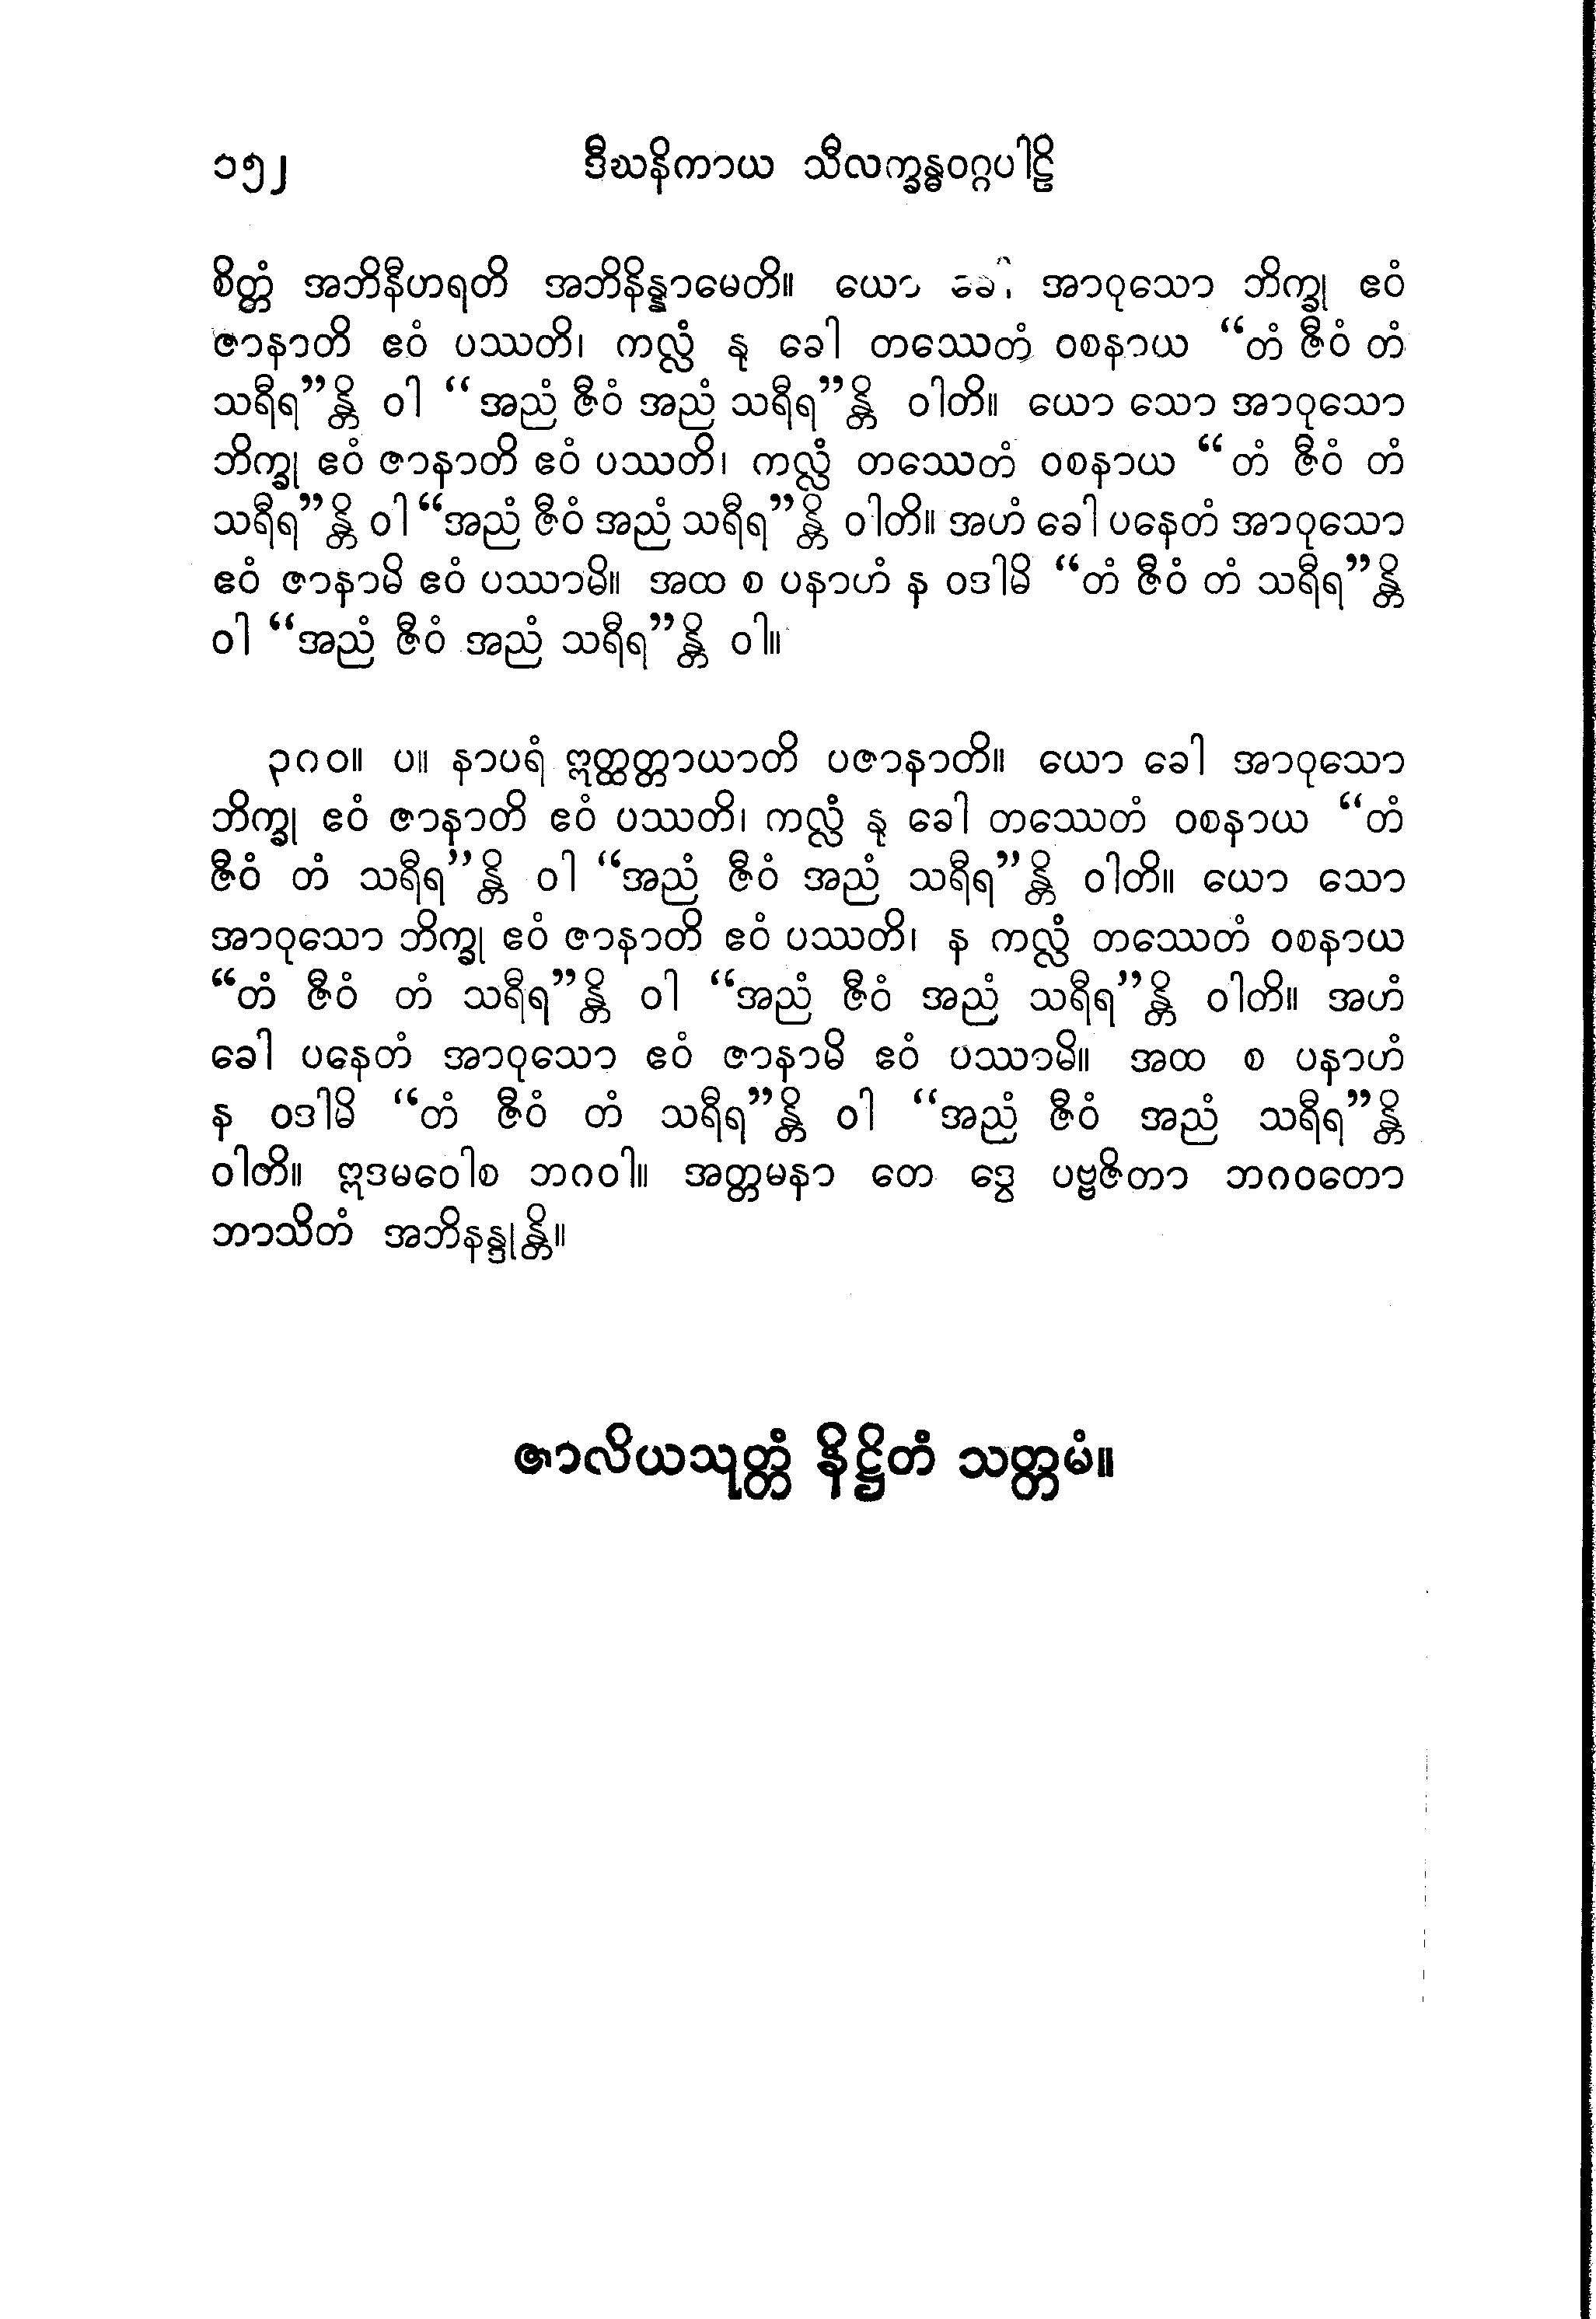 ၁၅၂ ဒီဃနိကာယ သီလက္ခန္ဓဝဂ္ဂပါဠိ
စိတ္တံ အဘိနီဟရတိ အဘိနိန္နာမေတိ။ ယော ခေါ အာဝုသော ဘိက္ခု ဧဝံ
ဇာနာတိ ဧဝံ ပဿတိ၊ ကလ္လံ နု ခေါ တဿေတံ ဝစနာယ “တံ ဇီဝံ တံ
သရီရ”န္တိ ဝါ “အညံ ဇီဝံ အညံ သရီရ”န္တိ ဝါတိ။ ယော သော အာဝုသော
ဘိက္ခု ဧဝံ ဇာနာတိ ဧဝံ ပဿတိ၊ ကလ္လံ တဿေတံ ဝစနာယ “တံ ဇီဝံ တံ
သရီရ”န္တိ ဝါ “အညံ ဇီဝံ အညံ သရီရ”န္တိ ဝါတိ။ အဟံ ခေါ ပနေတံ အာဝုသော
ဧဝံ ဇာနာမိ ဧဝံ ပဿာမိ။ အထ စ ပနာဟံ န ဝဒါမိ “တံ ဇီဝံ တံ သရီရ”န္တိ
ဝါ “အညံ ဇီဝံ အညံ သရီရ”န္တိ ဝါ။
၃၈၀။ ပ။ နာပရံ ဣတ္ထတ္တာယာတိ ပဇာနာတိ။ ယော ခေါ အာဝုသော
ဘိက္ခု ဧဝံ ဇာနာတိ ဧဝံ ပဿတိ၊ ကလ္လံ နု ခေါ တဿေတံ ဝစနာယ “တံ
ဇီဝံ တံ သရီရ”န္တိ ဝါ “အညံ ဇီဝံ အညံ သရီရ”န္တိ ဝါတိ။ ယော သော
အာဝုသော ဘိက္ခု ဧဝံ ဇာနာတိ ဧဝံ ပဿတိ၊ န ကလ္လံ တဿေတံ ဝစနာယ
“တံ ဇီဝံ တံ သရီရ”န္တိ ဝါ “အညံ ဇီဝံ အညံ သရီရ”န္တိ ဝါတိ။ အဟံ
ခေါ ပနေတံ အာဝုသော ဧဝံ ဇာနာမိ ဧဝံ ပဿာမိ။ အထ စ ပနာဟံ
န ဝဒါမိ “တံ ဇီဝံ တံ သရီရ”န္တိ ဝါ “အညံ ဇီဝံ အညံ သရီရ”န္တိ
ဝါတိ။ ဣဒမဝေါစ ဘဂဝါ။ အတ္တမနာ တေ ဒွေ ပဗ္ဗဇိတာ ဘဂဝတော
ဘာသိတံ အဘိနန္ဒုန္တိ။
ဇာလိယသုတ္တံ နိဋ္ဌိတံ သတ္တမံ။